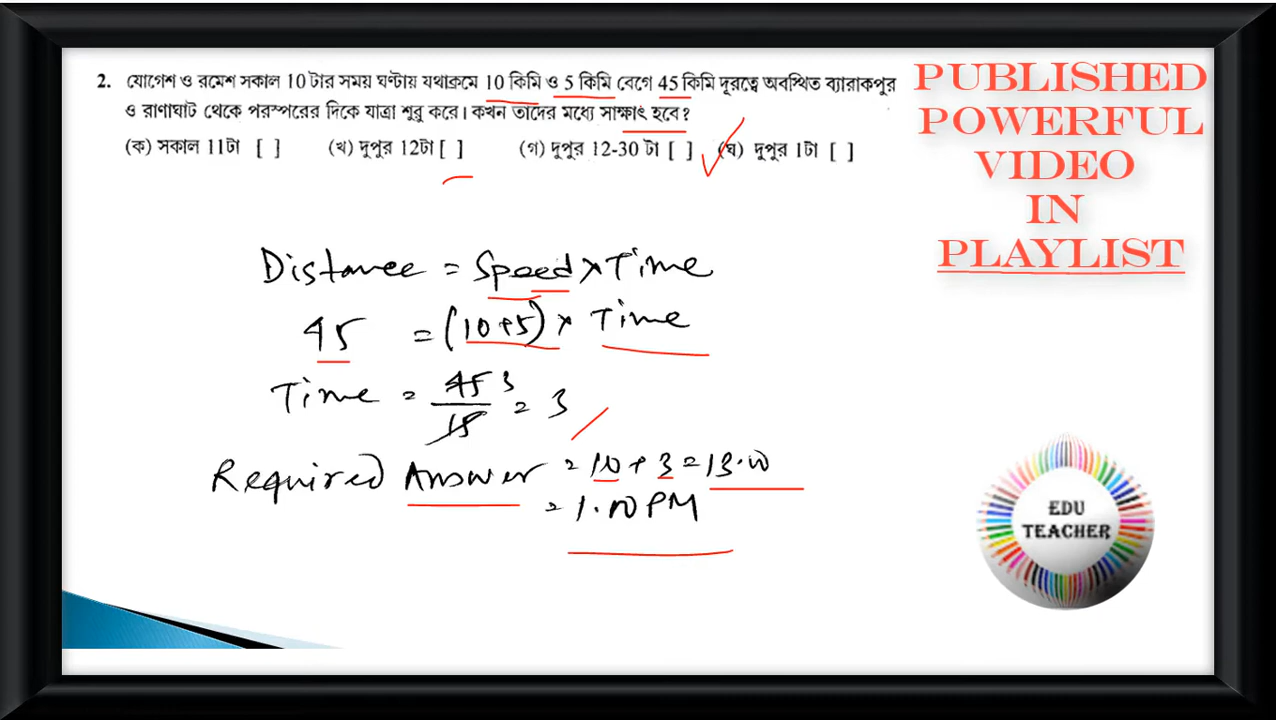 2. যোগেশ ও রমেশ সকাল 10 টার সময় ঘণ্টায় যথাক্রমে 10 কিমি ও 5 কিমি বেগে 45 কিমি দূরত্বে অবস্থিত ব্যারাকপুর
ও রাণাঘাট থেকে পরস্পরের দিকে যাত্রা শুরু করে। কখন তাদের মধ্যে সাক্ষাৎ হবে?
(ক) সকাল 11টা [ ] (খ) দুপুর 12টা [ ] (গ) দুপুর 12-30 টা [ ] (ঘ) দুপুর 1টা [ ]
Distance = Speed × Time
45 = (10+5) × Time
Time = 45/15 3 = 3
Required Answer = 10 + 3 = 13.00
= 1.00 PM
PUBLISHED
POWERFUL
VIDEO
IN
PLAYLIST
EDU
TEACHER